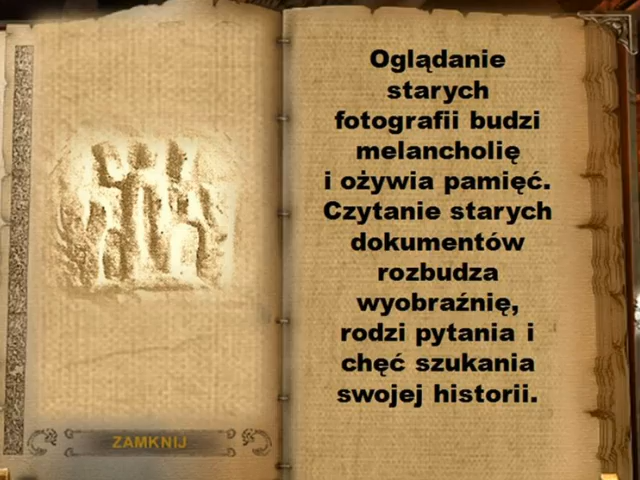 Oglądanie
starych
fotografii budzi
melancholię
i ożywia pamięć.
Czytanie starych
dokumentów
rozbudza
wyobraźnię,
rodzi pytania i
chęć szukania
swojej historii.
ZAMKNIJ